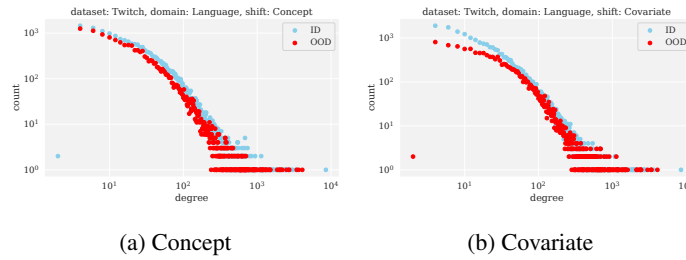 dataset: Twitch, domain: Language, shift: Concept
ID
OOD
count
10³
10²
10¹
10⁰
10¹
10²
10³
10⁴
degree
(a) Concept
dataset: Twitch, domain: Language, shift: Covariate
ID
OOD
count
10³
10²
10¹
10⁰
10¹
10²
10³
10⁴
degree
(b) Covariate